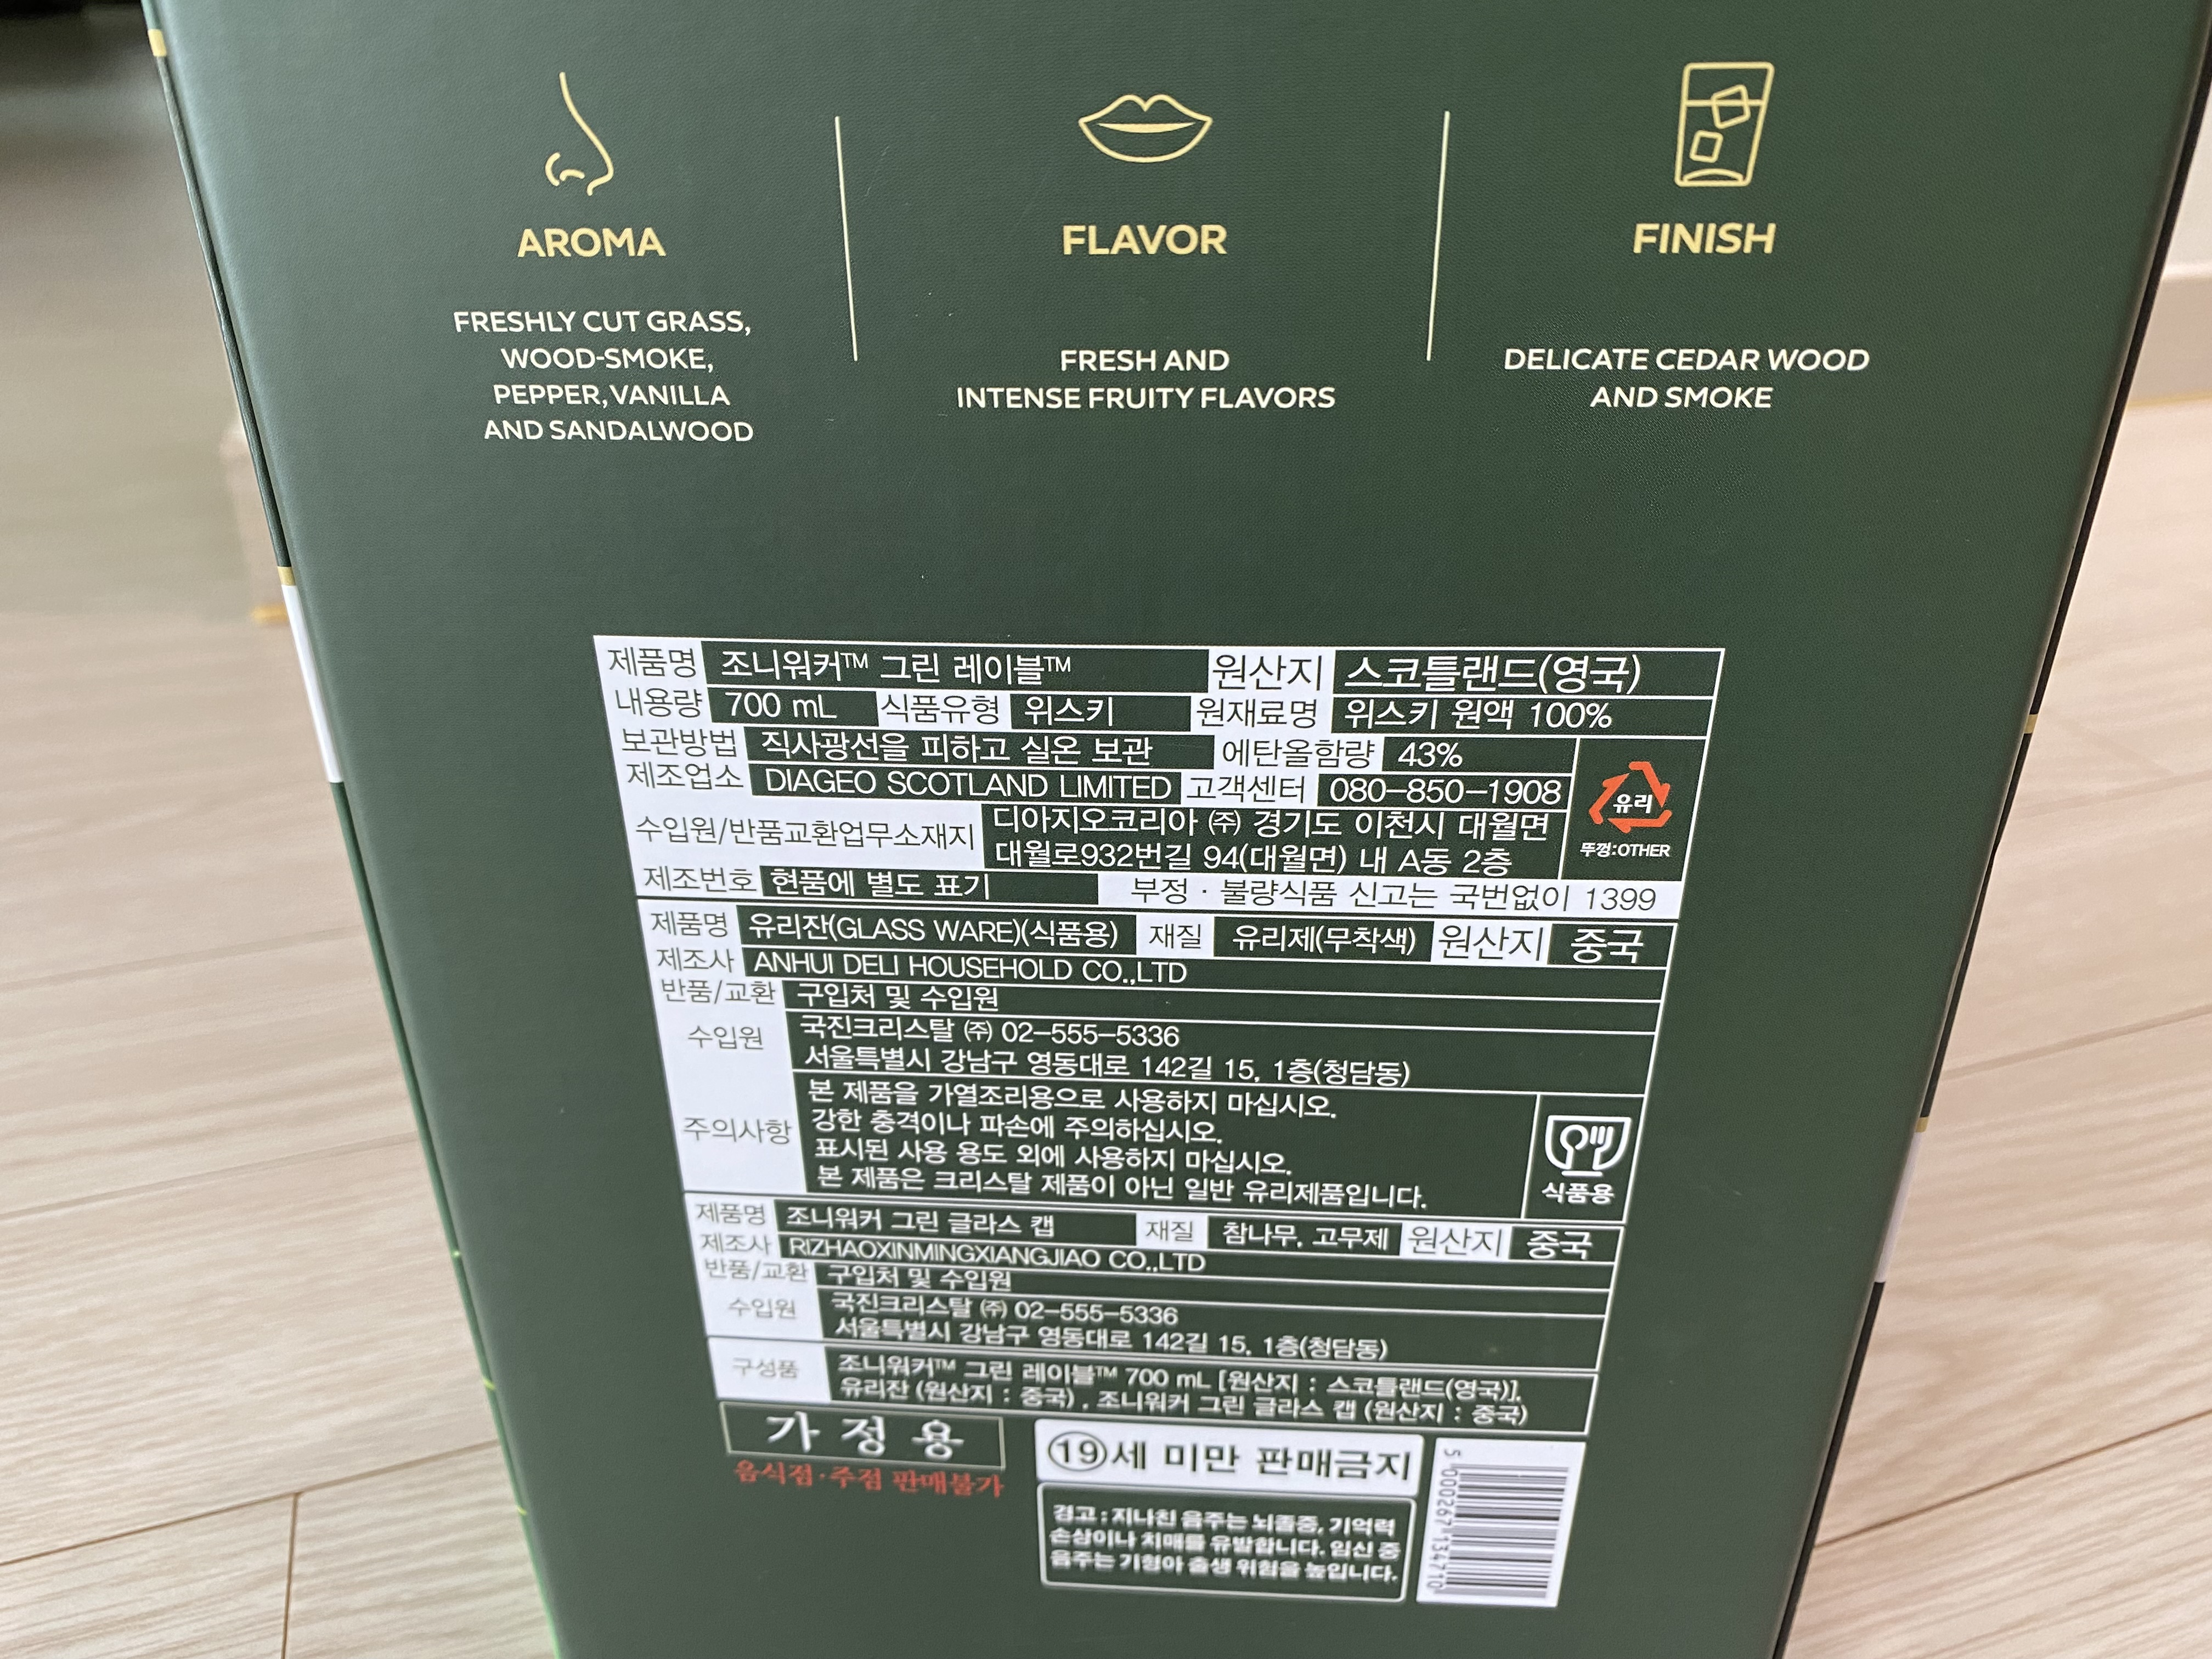 AROMA
FRESHLY CUT GRASS,
WOOD-SMOKE,
PEPPER, VANILLA
AND SANDALWOOD
FLAVOR
FRESH AND
INTENSE FRUITY FLAVORS
FINISH
DELICATE CEDAR WOOD
AND SMOKE
제품명 조니워커™ 그린 레이블™ 원산지 스코틀랜드(영국)
내용량 700 mL 식품유형 위스키 원재료명 위스키 원액 100%
보관방법 직사광선을 피하고 실온 보관 에탄올함량 43%
제조업소 DIAGEO SCOTLAND LIMITED 고객센터 080-850-1908
유리
뚜껑:OTHER
수입원/반품교환업무소재지 디아지오코리아 ㈜ 경기도 이천시 대월면
대월로932번길 94(대월면) 내 A동 2층
제조번호 현품에 별도 표기 부정 · 불량식품 신고는 국번없이 1399
제품명 유리잔(GLASS WARE)(식품용) 재질 유리제(무착색) 원산지 중국
제조사 ANHUI DELI HOUSEHOLD CO.,LTD
반품/교환 구입처 및 수입원
수입원 국진크리스탈 ㈜ 02-555-5336
서울특별시 강남구 영동대로 142길 15, 1층(청담동)
주의사항 본 제품을 가열조리용으로 사용하지 마십시오.
강한 충격이나 파손에 주의하십시오.
표시된 사용 용도 외에 사용하지 마십시오.
본 제품은 크리스탈 제품이 아닌 일반 유리제품입니다.
식품용
제품명 조니워커 그린 글라스 캡 재질 참나무, 고무제 원산지 중국
제조사 RIZHAOXINMINGXIANGJIAO CO.,LTD
반품/교환 구입처 및 수입원
수입원 국진크리스탈 ㈜ 02-555-5336
서울특별시 강남구 영동대로 142길 15, 1층(청담동)
구성품 조니워커™ 그린 레이블™ 700 mL [원산지 : 스코틀랜드(영국)],
유리잔 (원산지 : 중국) , 조니워커 그린 글라스 캡 (원산지 : 중국)
가정용
음식점·주점 판매불가
19세 미만 판매금지
경고 : 지나친 음주는 뇌졸중, 기억력
손상이나 치매를 유발합니다. 임신 중
음주는 기형아 출생 위험을 높입니다.
5 000267 134710